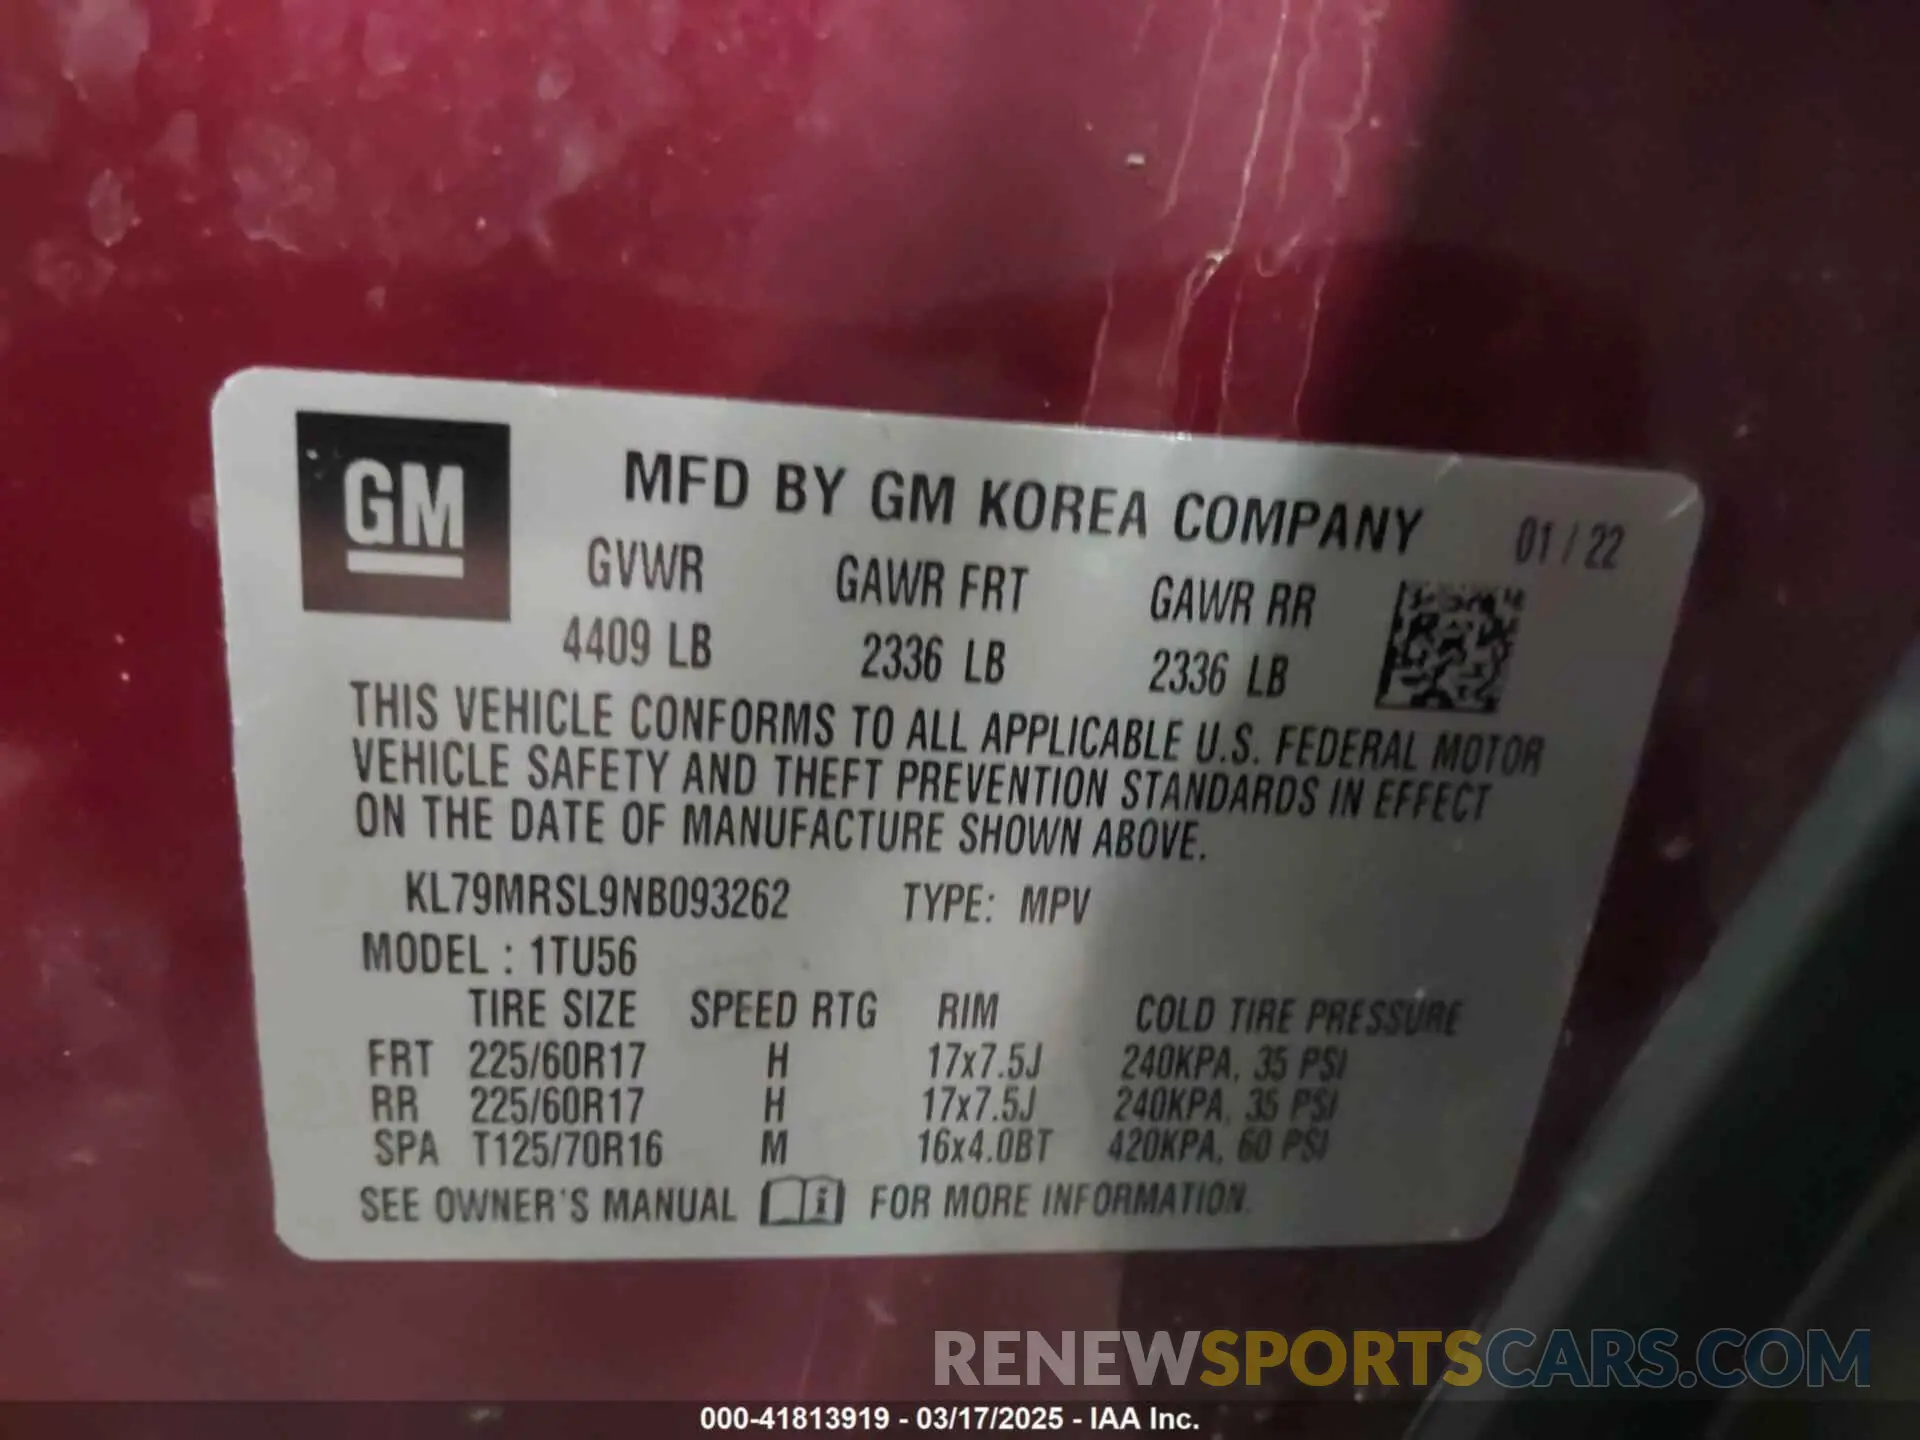 GM
MFD BY GM KOREA COMPANY 01 / 22
GVWR GAWR FRT GAWR RR
4409 LB 2336 LB 2336 LB
THIS VEHICLE CONFORMS TO ALL APPLICABLE U.S. FEDERAL MOTOR
VEHICLE SAFETY AND THEFT PREVENTION STANDARDS IN EFFECT
ON THE DATE OF MANUFACTURE SHOWN ABOVE.
KL79MRSL9NB093262 TYPE: MPV
MODEL : 1TU56
TIRE SIZE SPEED RTG RIM COLD TIRE PRESSURE
FRT 225/60R17 H 17x7.5J 240KPA, 35 PSI
RR 225/60R17 H 17x7.5J 240KPA, 35 PSI
SPA T125/70R16 M 16x4.0BT 420KPA, 60 PSI
SEE OWNER'S MANUAL i FOR MORE INFORMATION.
RENEWSPORTSCARS.COM
000-41813919 - 03/17/2025 - IAA Inc.